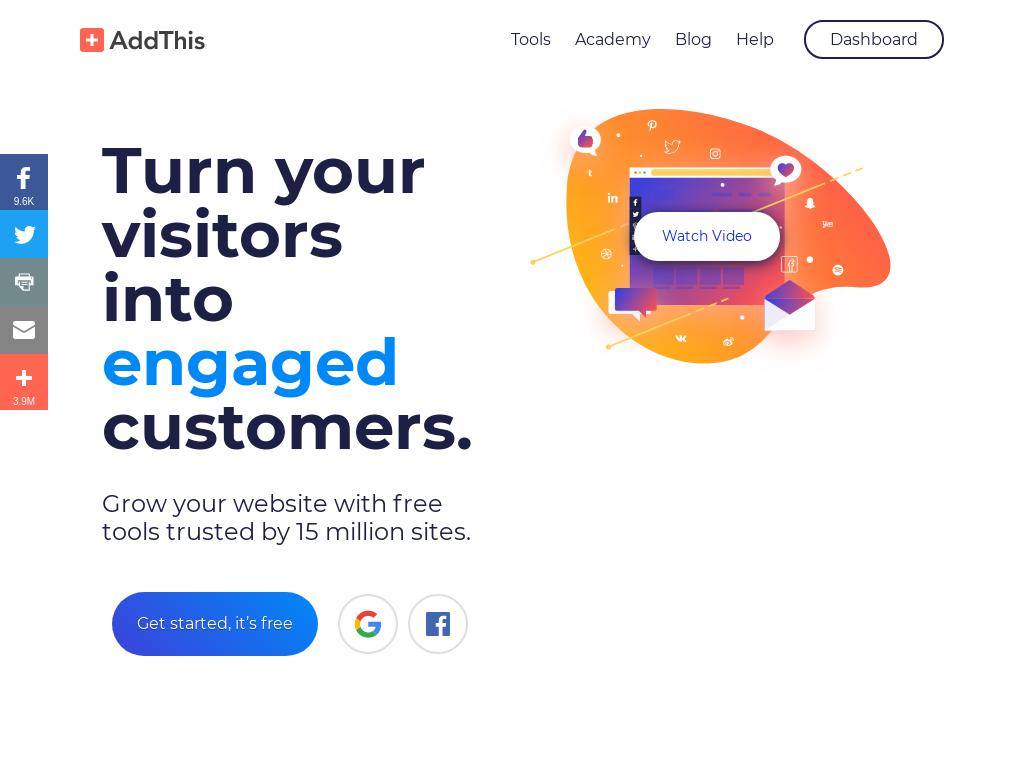 AddThis
Tools
Academy
Blog
Help
Dashboard
Turn your
visitors
into
engaged
customers.
9.6K
3.9M
Watch Video
Grow your website with free
tools trusted by 15 million sites.
Get started, it’s free